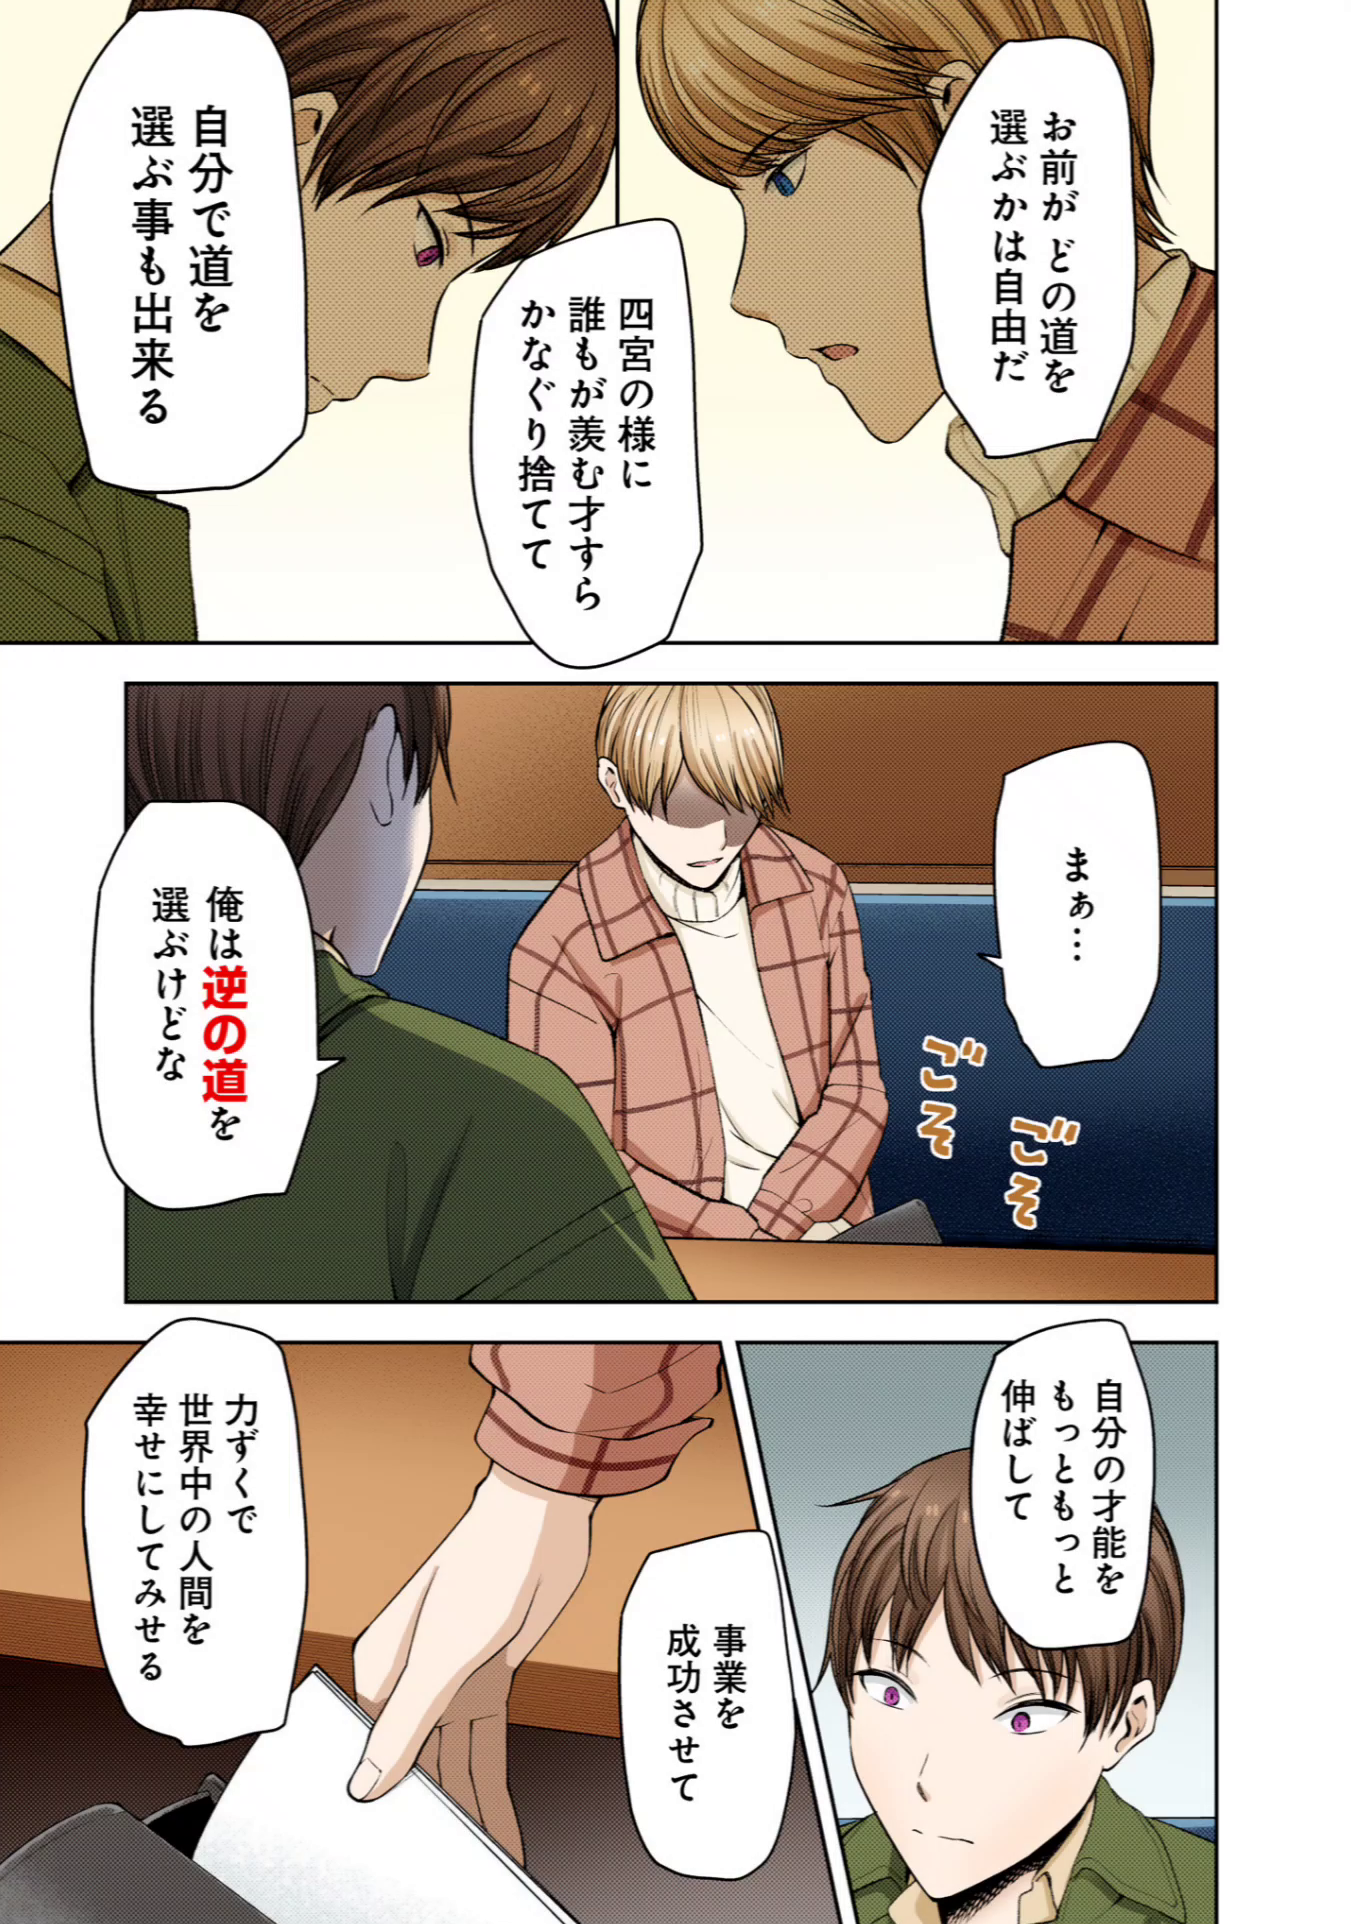 お前が どの道を
選ぶかは自由だ
四宮の様に
誰もが羨む才すら
かなぐり捨てて
自分で道を
選ぶ事も出来る
まぁ…
ごそ
ごそ
俺は逆の道を
選ぶけどな
自分の才能を
もっともっと
伸ばして
事業を
成功させて
力ずくで
世界中の人間を
幸せにしてみせる